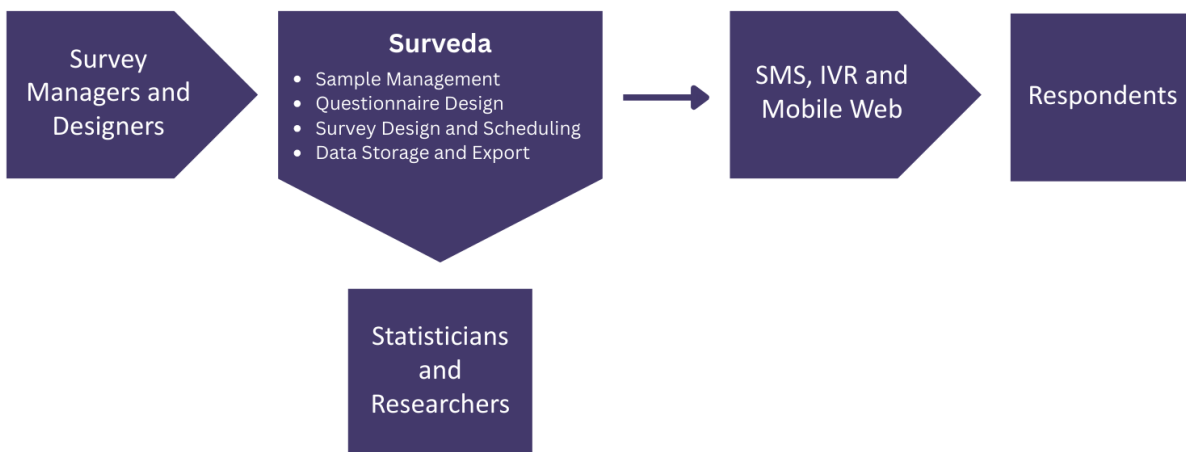 Survey
Managers and
Designers
Surveda
• Sample Management
• Questionnaire Design
• Survey Design and Scheduling
• Data Storage and Export
SMS, IVR and
Mobile Web
Respondents
Statisticians
and
Researchers